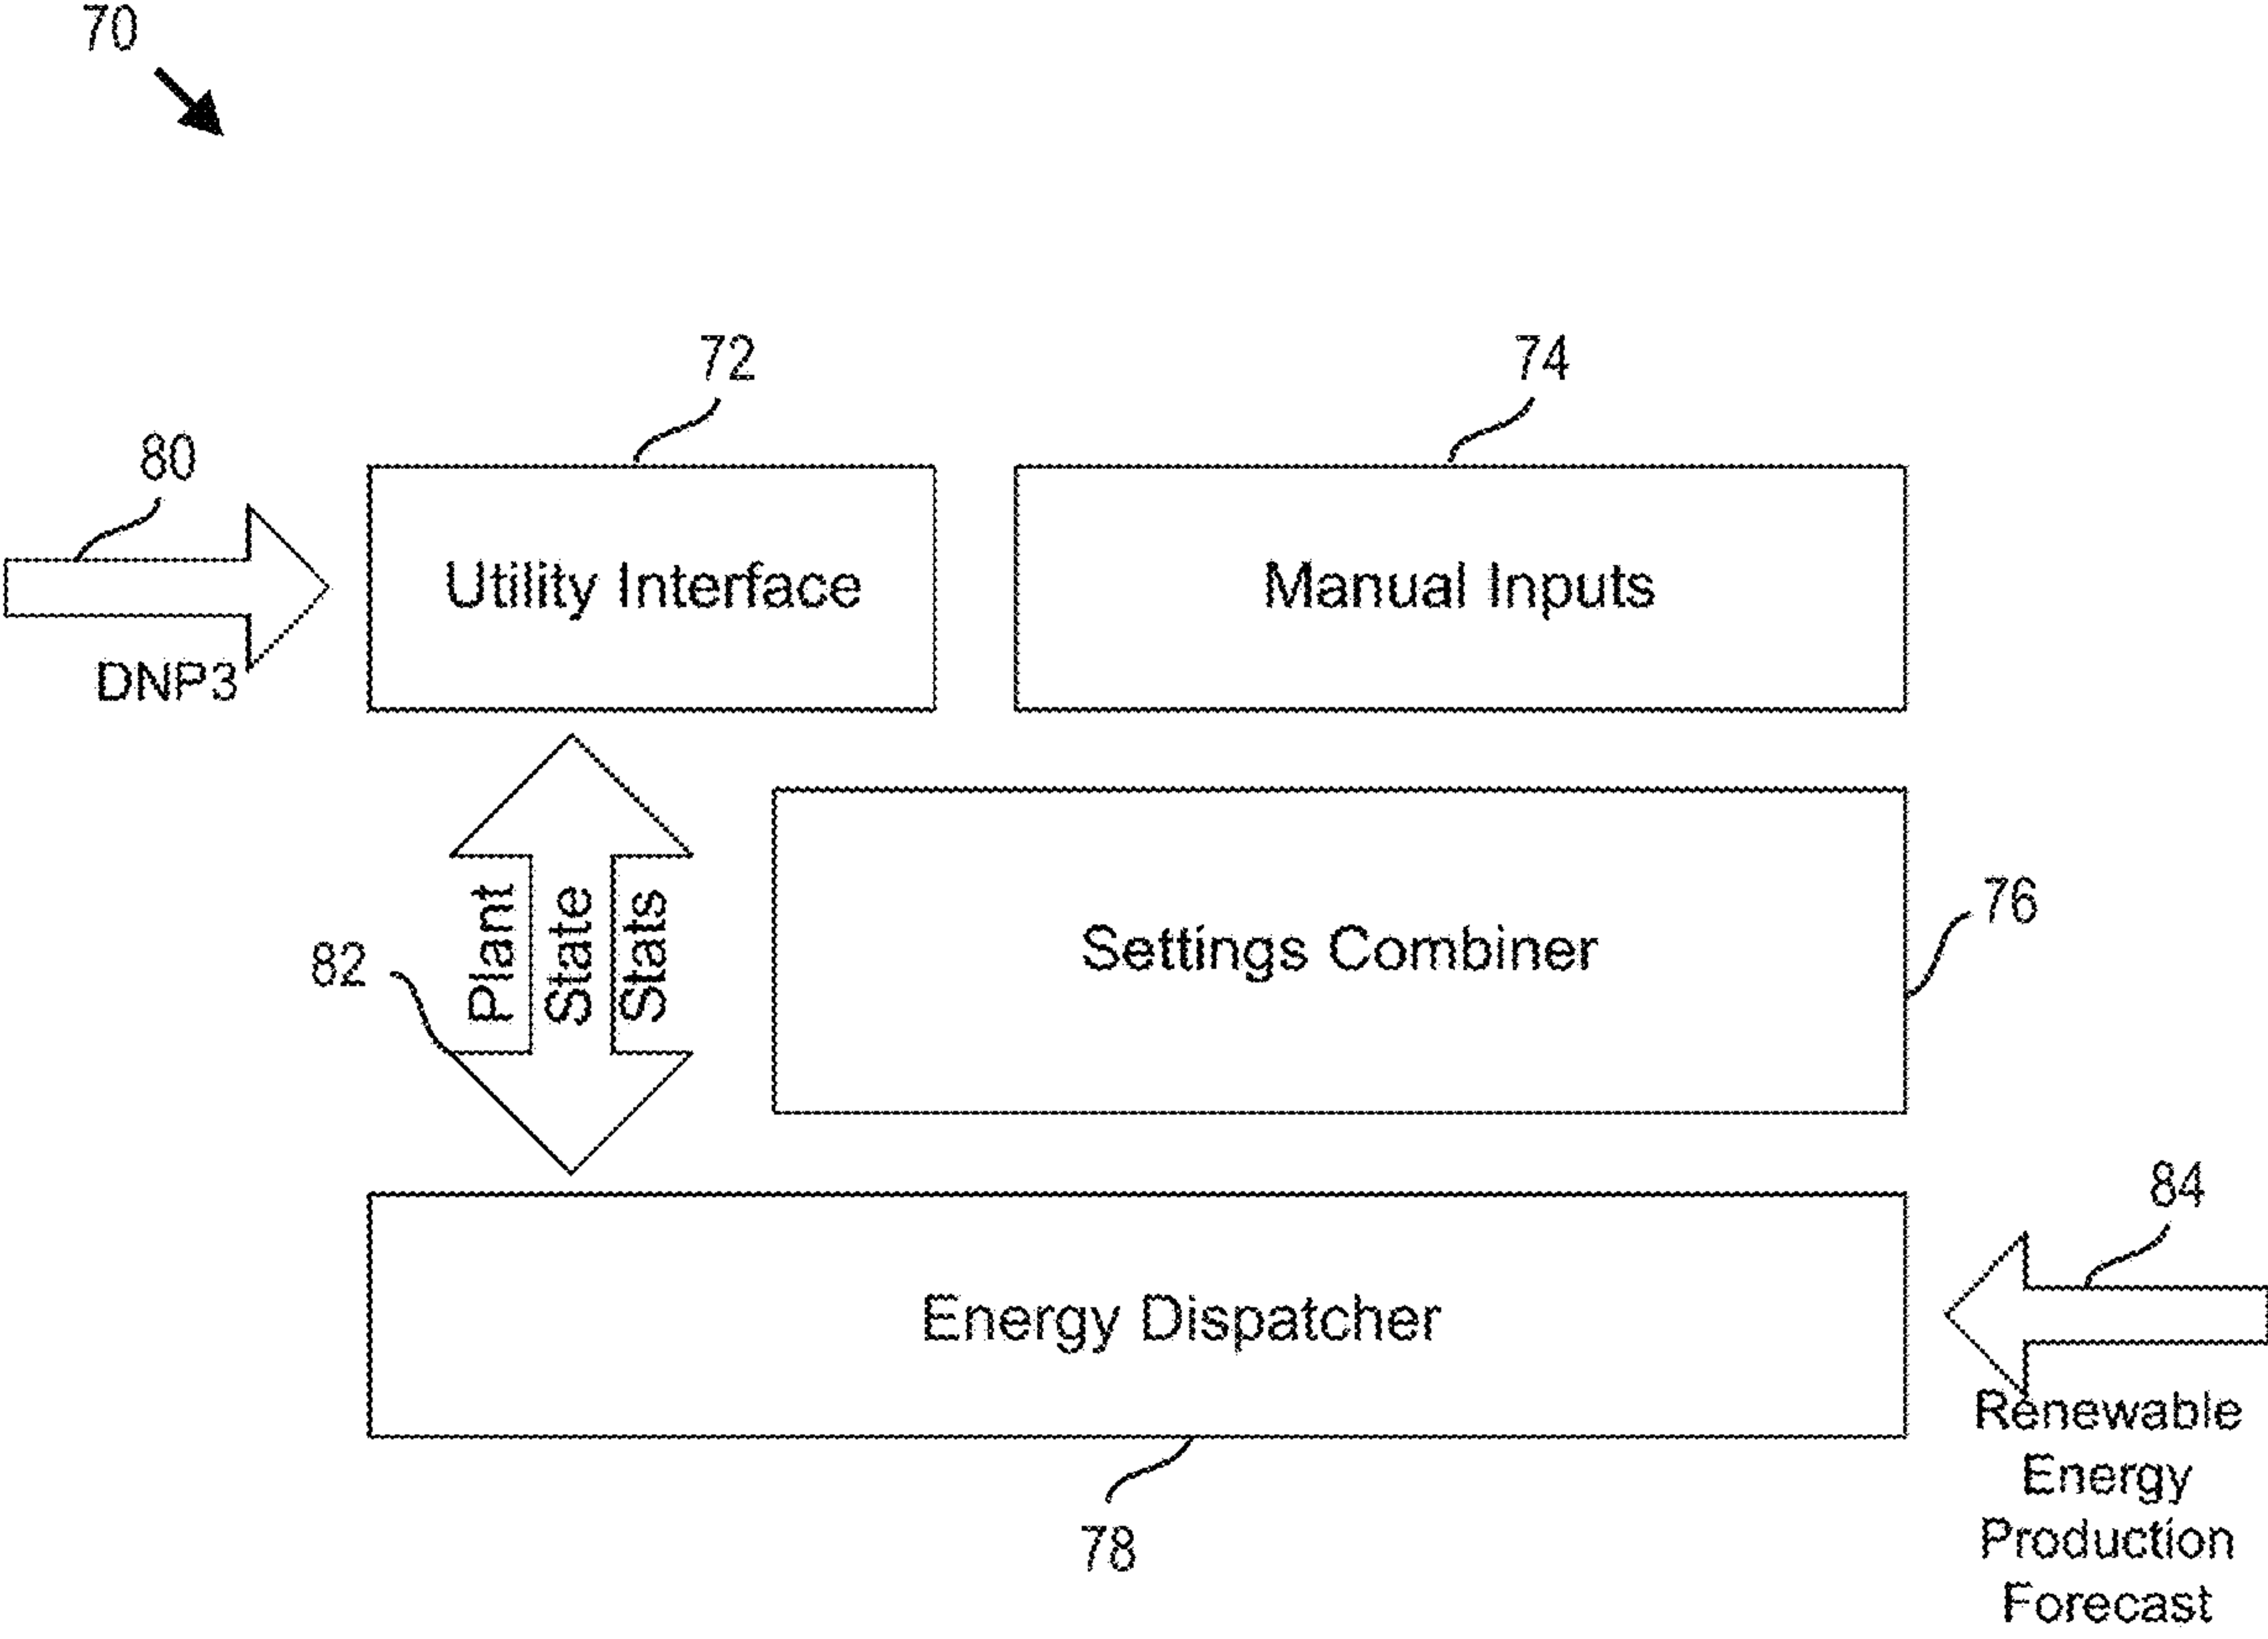 70
72
74
80
Utility Interface
Manual Inputs
DNP3
Plant
State
Stats
82
Settings Combiner
76
84
Energy Dispatcher
Renewable
Energy
Production
Forecast
78